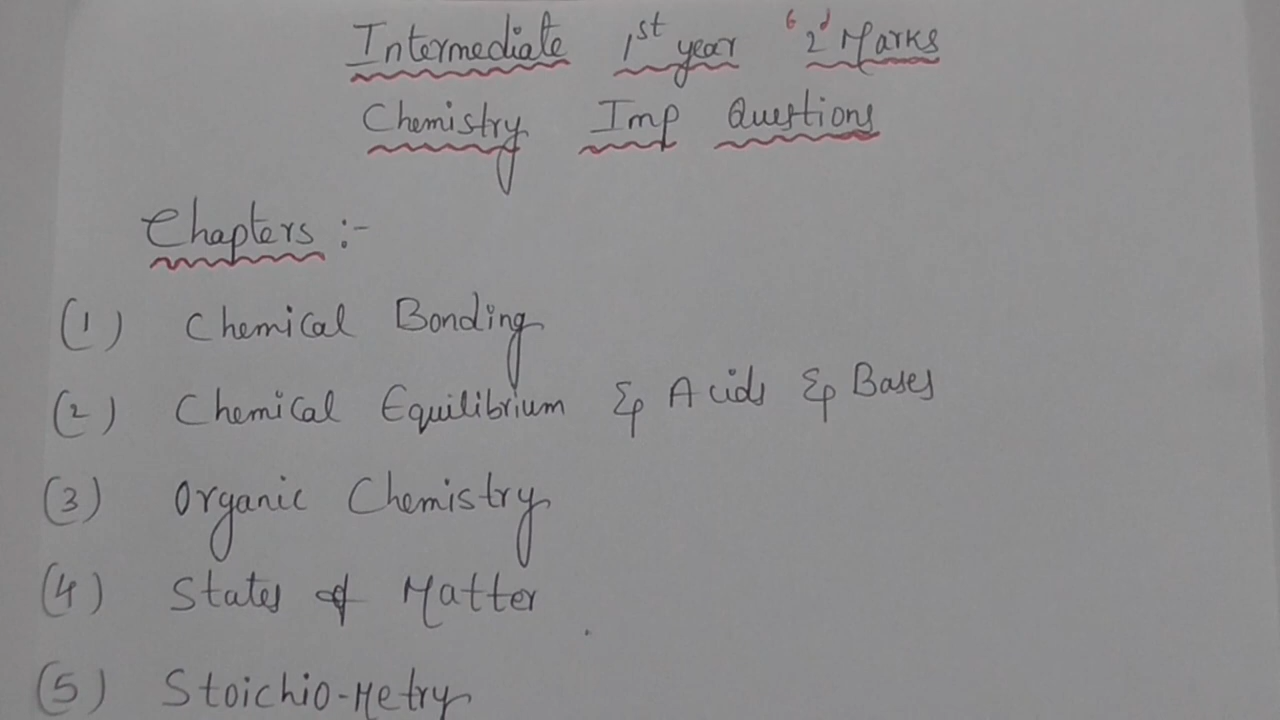 Intermediate 1st year "2" Marks
Chemistry Imp Questions
Chapters :-
(1) Chemical Bonding
(2) Chemical Equilibrium & Acids & Bases
(3) Organic Chemistry
(4) States of Matter
(5) Stoichio-Metry